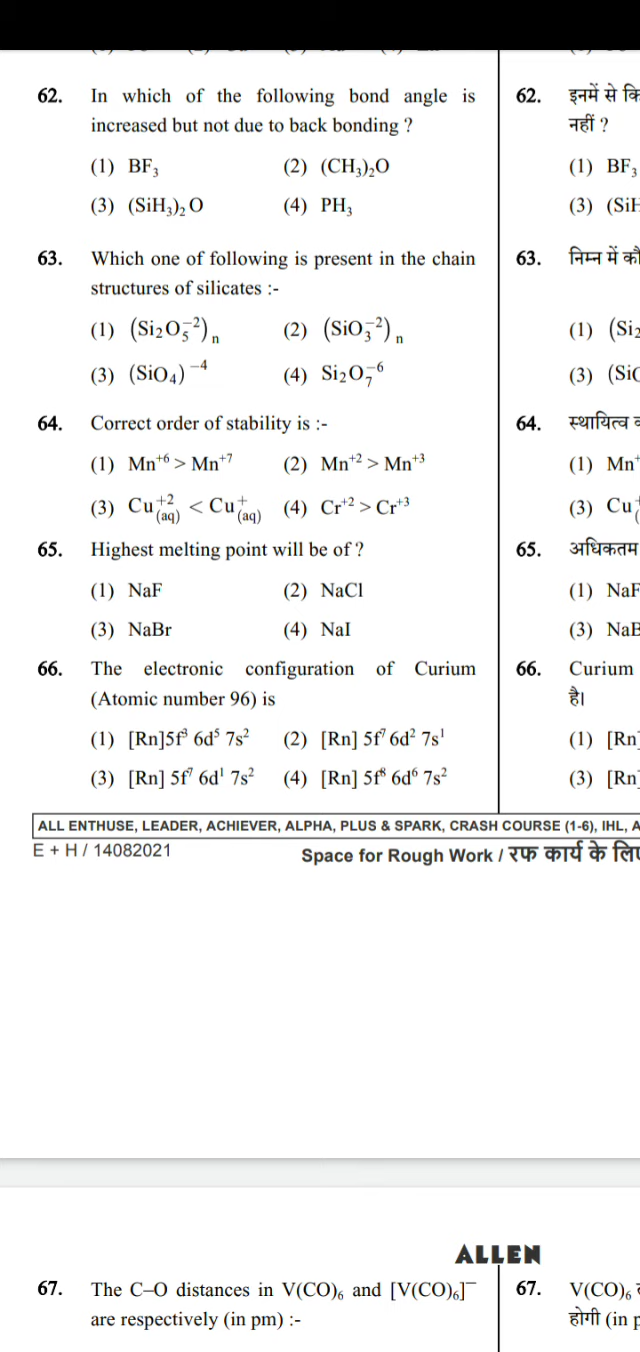 62. In which of the following bond angle is
increased but not due to back bonding ?
(1) BF₃ (2) (CH₃)₂O
(3) (SiH₃)₂ O (4) PH₃
63. Which one of following is present in the chain
structures of silicates :-
(1) (Si₂O₅⁻²)ₙ (2) (SiO₃⁻²)ₙ
(3) (SiO₄)⁻⁴ (4) Si₂O₇⁻⁶
64. Correct order of stability is :-
(1) Mn⁺⁶ > Mn⁺⁷ (2) Mn⁺² > Mn⁺³
(3) Cu⁺²(aq) < Cu⁺(aq) (4) Cr⁺² > Cr⁺³
65. Highest melting point will be of ?
(1) NaF (2) NaCl
(3) NaBr (4) NaI
66. The electronic configuration of Curium
(Atomic number 96) is
(1) [Rn]5f³ 6d⁵ 7s² (2) [Rn] 5f⁷ 6d² 7s¹
(3) [Rn] 5f⁷ 6d¹ 7s² (4) [Rn] 5f⁸ 6d⁶ 7s²
62. इनमें से
नहीं ?
(1) BF₃
(3)
63. निम्न में
(1)
(3)
64. स्थायित्व
(1) Mn
(3) Cu
65. अधिकतम
(1)
(3)
66. Curium
है।
(1) [Rn]
(3) [Rn]
ALL ENTHUSE, LEADER, ACHIEVER, ALPHA, PLUS & SPARK, CRASH COURSE (1-6), IHL,
E + H / 14082021
Space for Rough Work / रफ कार्य के
ALLEN
67. The C–O distances in V(CO)₆ and [V(CO)₆]⁻
are respectively (in pm) :-
67. V(CO)₆
होगी (in